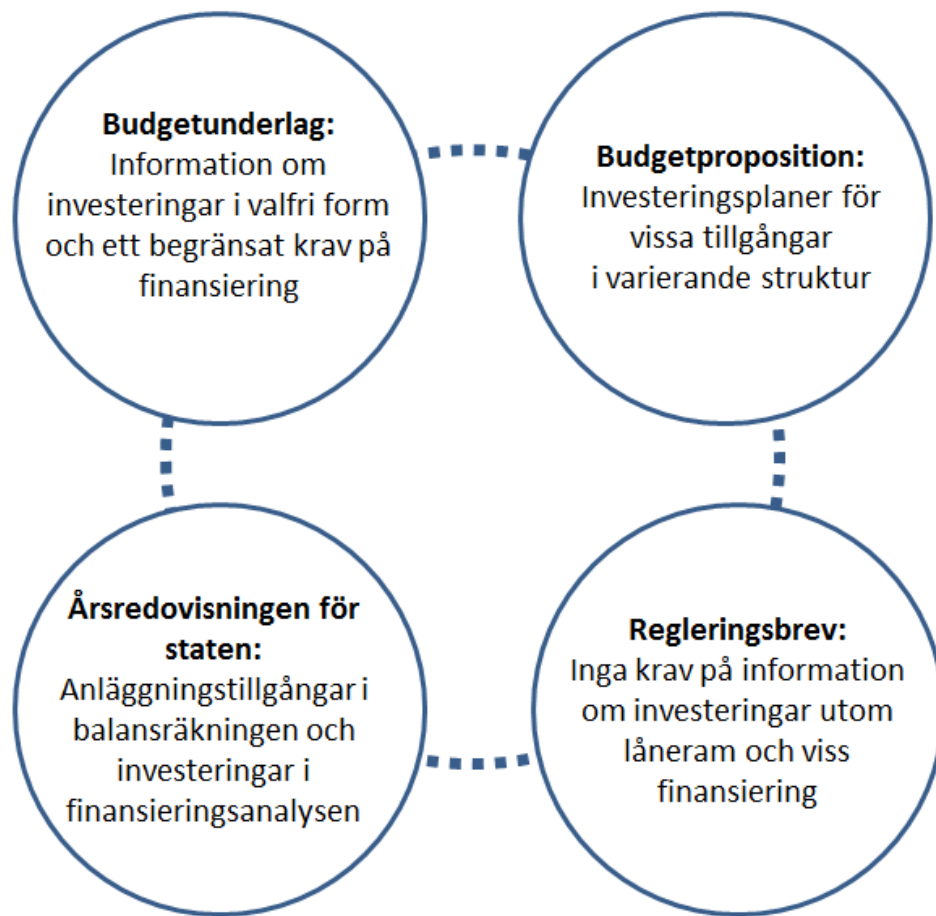 Budgetunderlag:
Information om
investeringar i valfri form
och ett begränsat krav på
finansiering
Budgetproposition:
Investeringsplaner för
vissa tillgångar
i varierande struktur
Årsredovisningen för
staten:
Anläggningstillgångar i
balansräkningen och
investeringar i
finansieringsanalysen
Regleringsbrev:
Inga krav på information
om investeringar utom
låneram och viss
finansiering